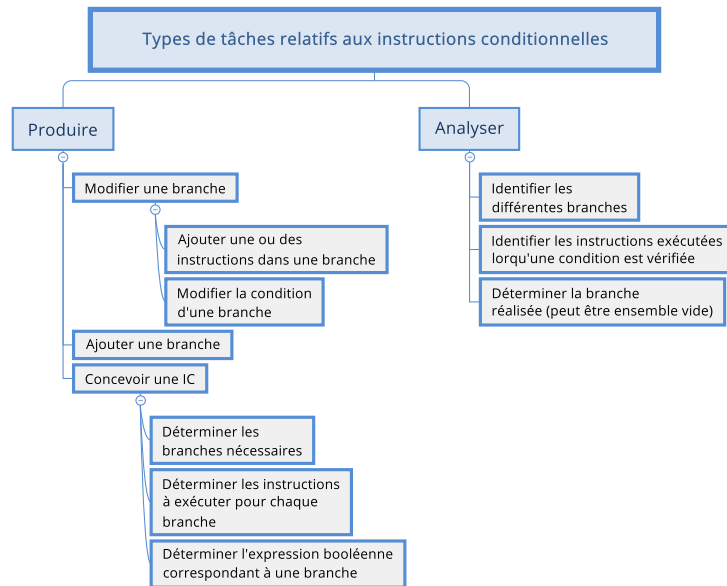 Types de tâches relatifs aux instructions conditionnelles
Produire
Modifier une branche
Ajouter une ou des
instructions dans une branche
Modifier la condition
d'une branche
Ajouter une branche
Concevoir une IC
Déterminer les
branches nécessaires
Déterminer les instructions
à exécuter pour chaque
branche
Déterminer l'expression booléenne
correspondant à une branche
Analyser
Identifier les
différentes branches
Identifier les instructions exécutées
lorqu'une condition est vérifiée
Déterminer la branche
réalisée (peut être ensemble vide)